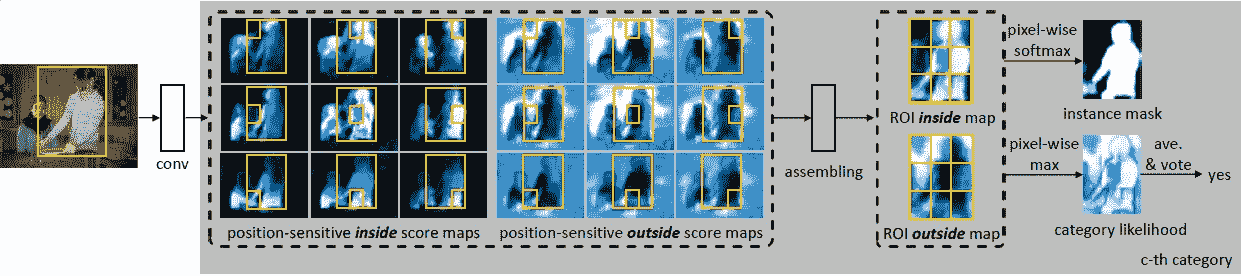 conv
position-sensitive inside score maps
position-sensitive outside score maps
assembling
ROI inside map
ROI outside map
pixel-wise
softmax
instance mask
pixel-wise
max
ave.
& vote
yes
category likelihood
c-th category